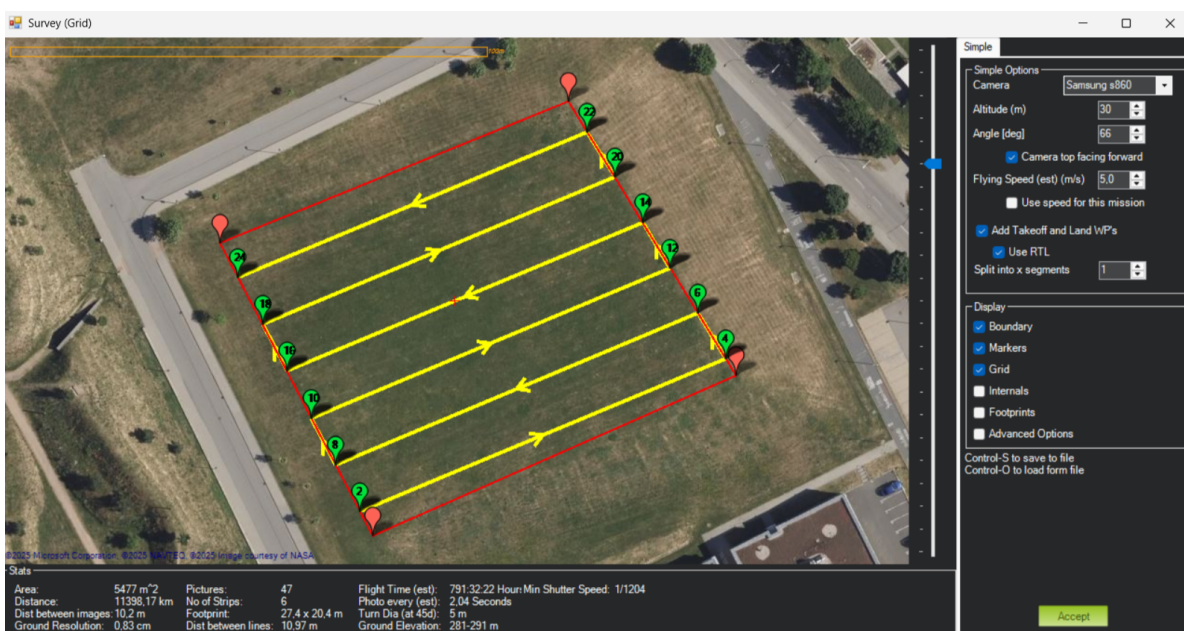 Survey (Grid)
100m
22
20
14
24
12
18
6
16
4
10
8
2
©2025 Microsoft Corporation, ©2025 NAVTEQ, ©2025 Image courtesy of NASA
Simple
Simple Options
Camera Samsung s860
Altitude (m) 30
Angle [deg] 66
Camera top facing forward
Flying Speed (est) (m/s) 5,0
Use speed for this mission
Add Takeoff and Land WP's
Use RTL
Split into x segments 1
Display
Boundary
Markers
Grid
Internals
Footprints
Advanced Options
Control-S to save to file
Control-O to load form file
Accept
Stats
Area: 5477 m^2 Pictures: 47 Flight Time (est): 791:32:22 Hour Min Shutter Speed: 1/1204
Distance: 11398,17 km No of Strips: 6 Photo every (est): 2,04 Seconds
Dist between images: 10,2 m Footprint: 27,4 x 20,4 m Turn Dia (at 45d): 5 m
Ground Resolution: 0,83 cm Dist between lines: 10,97 m Ground Elevation: 281-291 m